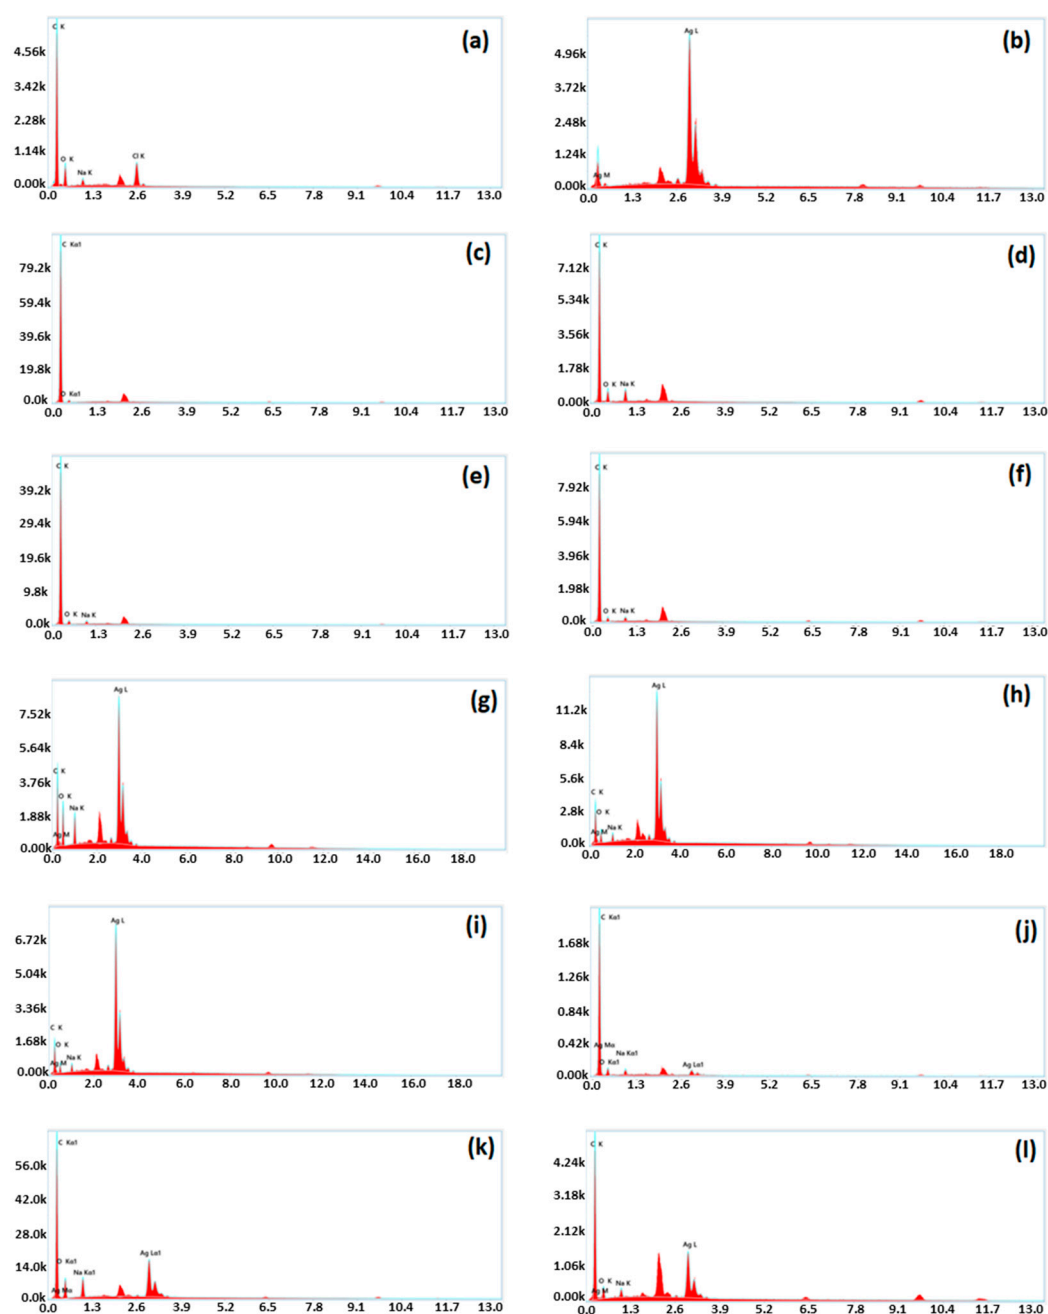 (a)
C K
4.56k
3.42k
2.28k
1.14k
0.00k
O K
Na K
Cl K
0.0 1.3 2.6 3.9 5.2 6.5 7.8 9.1 10.4 11.7 13.0
(b)
Ag L
4.96k
3.72k
2.48k
1.24k
0.00k
Ag M
0.0 1.3 2.6 3.9 5.2 6.5 7.8 9.1 10.4 11.7 13.0
(c)
C Kα1
79.2k
59.4k
39.6k
19.8k
0.0k
O Kα1
0.0 1.3 2.6 3.9 5.2 6.5 7.8 9.1 10.4 11.7 13.0
(d)
C K
7.12k
5.34k
3.56k
1.78k
0.00k
O K Na K
0.0 1.3 2.6 3.9 5.2 6.5 7.8 9.1 10.4 11.7 13.0
(e)
C K
39.2k
29.4k
19.6k
9.8k
0.0k
O K Na K
0.0 1.3 2.6 3.9 5.2 6.5 7.8 9.1 10.4 11.7 13.0
(f)
C K
7.92k
5.94k
3.96k
1.98k
0.0k
O K Na K
0.0 1.3 2.6 3.9 5.2 6.5 7.8 9.1 10.4 11.7 13.0
(g)
Ag L
7.52k
5.64k
3.76k
1.88k
0.00k
C K
O K
Na K
Ag M
0.0 2.0 4.0 6.0 8.0 10.0 12.0 14.0 16.0 18.0
(h)
Ag L
11.2k
8.4k
5.6k
2.8k
0.0k
C K
O K
Na K
Ag M
0.0 2.0 4.0 6.0 8.0 10.0 12.0 14.0 16.0 18.0
(i)
Ag L
6.72k
5.04k
3.36k
1.68k
0.00k
C K
O K
Na K
Ag M
0.0 2.0 4.0 6.0 8.0 10.0 12.0 14.0 16.0 18.0
(j)
C Kα1
1.68k
1.26k
0.84k
0.42k
0.00k
Ag Mα
Na Kα1
O Kα1
Ag Lα1
0.0 1.3 2.6 3.9 5.2 6.5 7.8 9.1 10.4 11.7 13.0
(k)
C Kα1
56.0k
42.0k
28.0k
14.0k
0.0k
Ag Lα1
O Kα1
Na Kα1
Ag Mα
0.0 1.3 2.6 3.9 5.2 6.5 7.8 9.1 10.4 11.7 13.0
(l)
C K
4.24k
3.18k
2.12k
1.06k
0.00k
Ag L
O K
Na K
Ag M
0.0 1.3 2.6 3.9 5.2 6.5 7.8 9.1 10.4 11.7 13.0